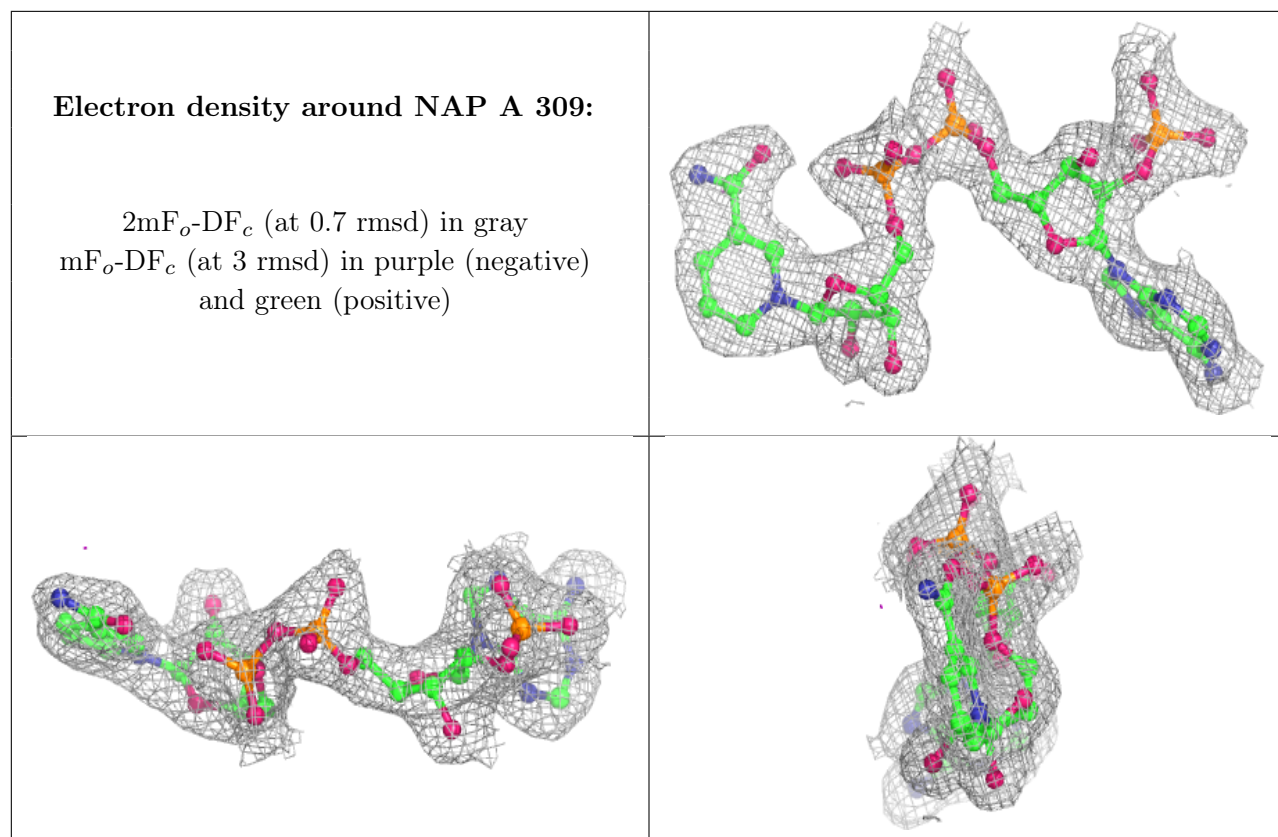 Electron density around NAP A 309:
2mFₒ-DF𝒸 (at 0.7 rmsd) in gray
mFₒ-DF𝒸 (at 3 rmsd) in purple (negative)
and green (positive)